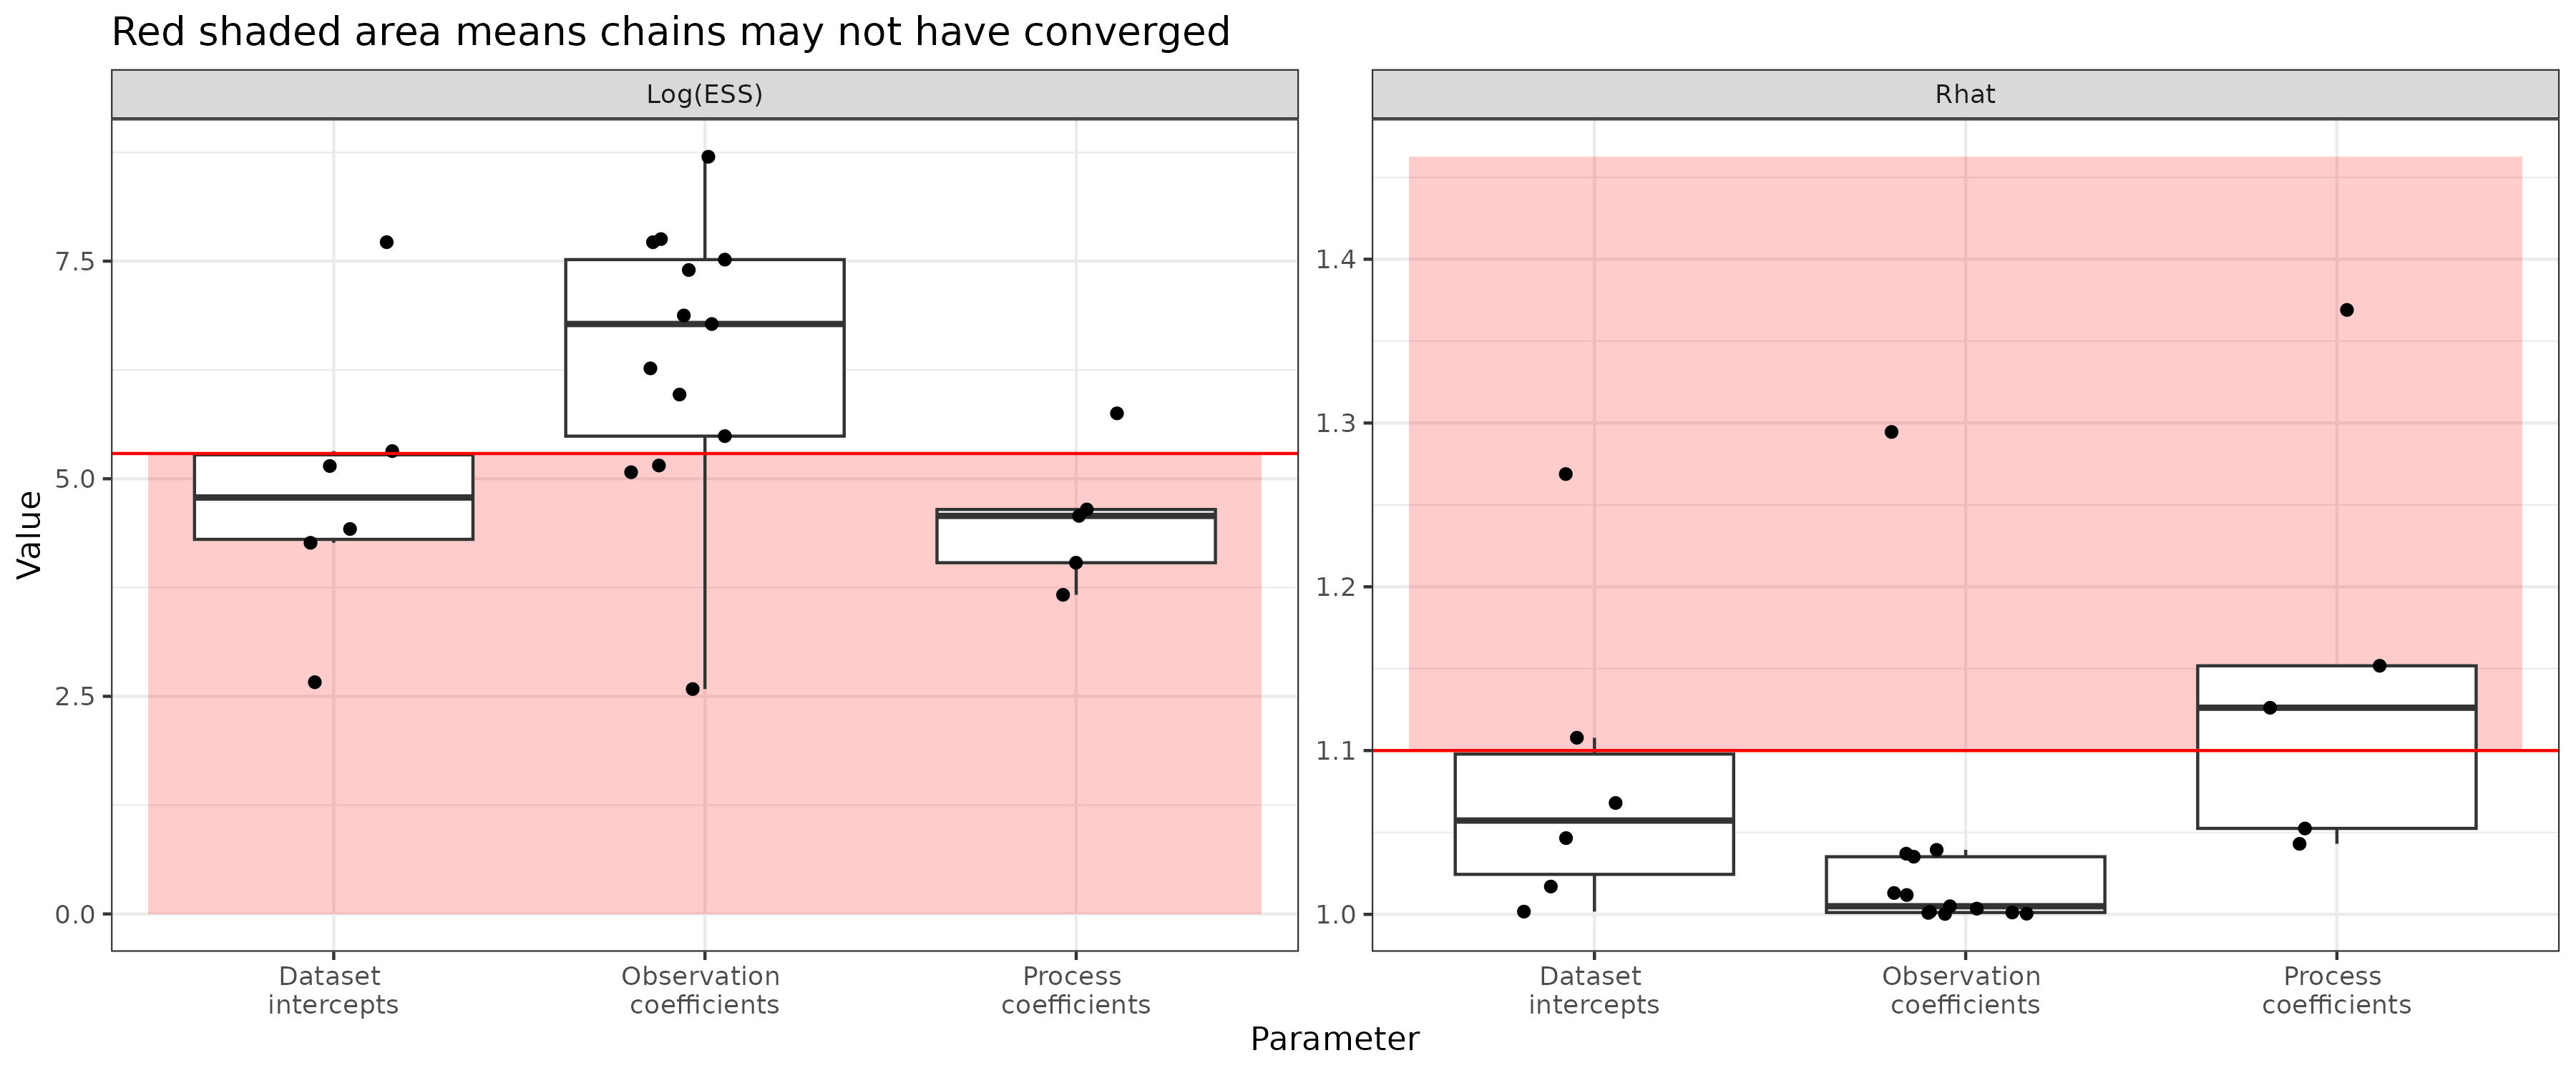 Red shaded area means chains may not have converged
Log(ESS)
Rhat
Value
7.5
5.0
2.5
0.0
1.4
1.3
1.2
1.1
1.0
Dataset
intercepts
Observation
coefficients
Process
coefficients
Dataset
intercepts
Observation
coefficients
Process
coefficients
Parameter